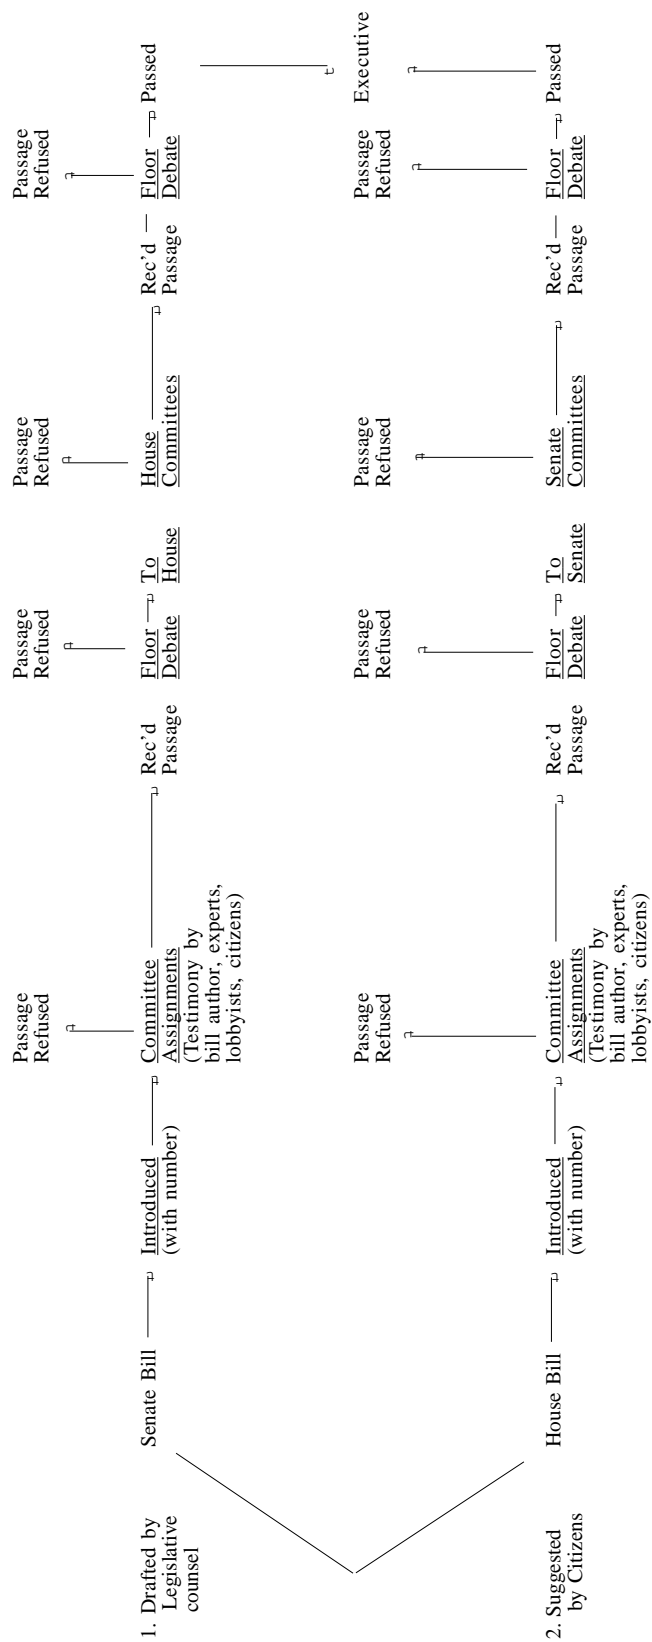 1. Drafted by
Legislative
counsel
Senate Bill
Introduced
(with number)
Committee
Assignments
(Testimony by
bill author, experts,
lobbyists, citizens)
Passage
Refused
Rec'd
Passage
Floor
Debate
Passage
Refused
To
House
House
Committees
Passage
Refused
Rec'd
Passage
Floor
Debate
Passage
Refused
Passed
Executive
2. Suggested
by Citizens
House Bill
Introduced
(with number)
Committee
Assignments
(Testimony by
bill author, experts,
lobbyists, citizens)
Passage
Refused
Rec'd
Passage
Floor
Debate
Passage
Refused
To
Senate
Senate
Committees
Passage
Refused
Rec'd
Passage
Floor
Debate
Passage
Refused
Passed